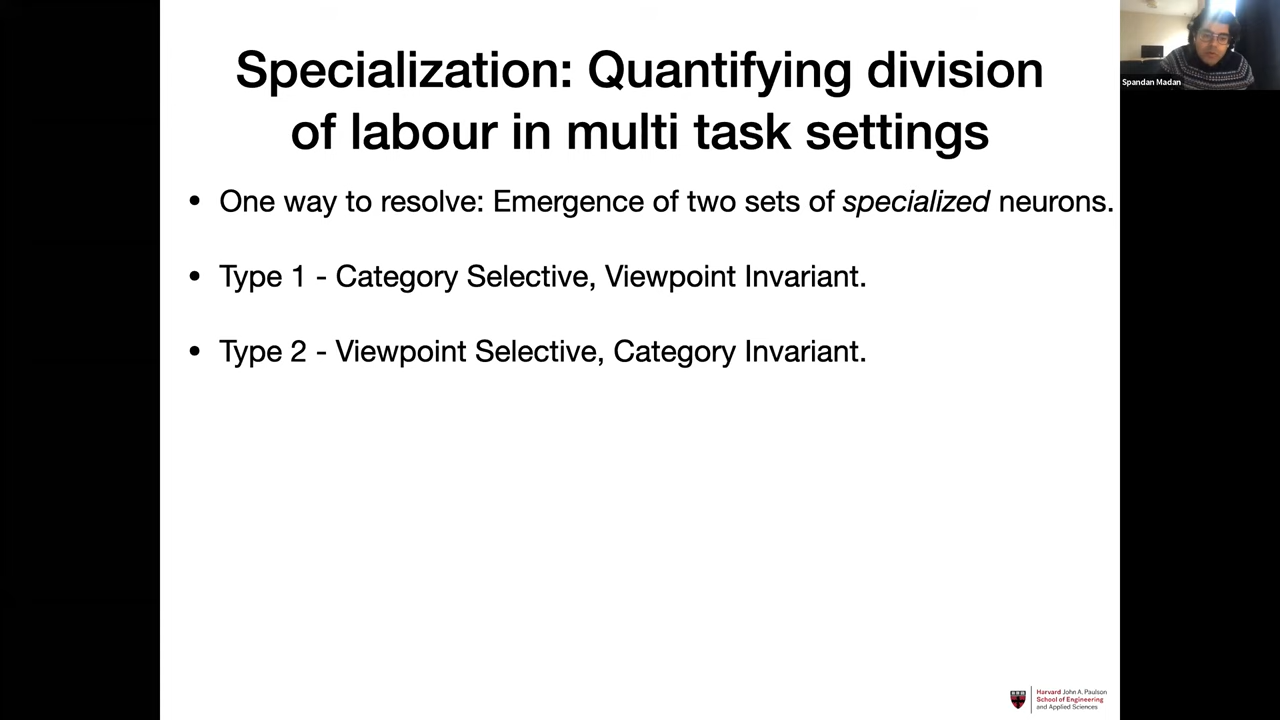 Specialization: Quantifying division
of labour in multi task settings
• One way to resolve: Emergence of two sets of specialized neurons.
• Type 1 - Category Selective, Viewpoint Invariant.
• Type 2 - Viewpoint Selective, Category Invariant.
Spandan Madan
Harvard John A. Paulson
School of Engineering
and Applied Sciences